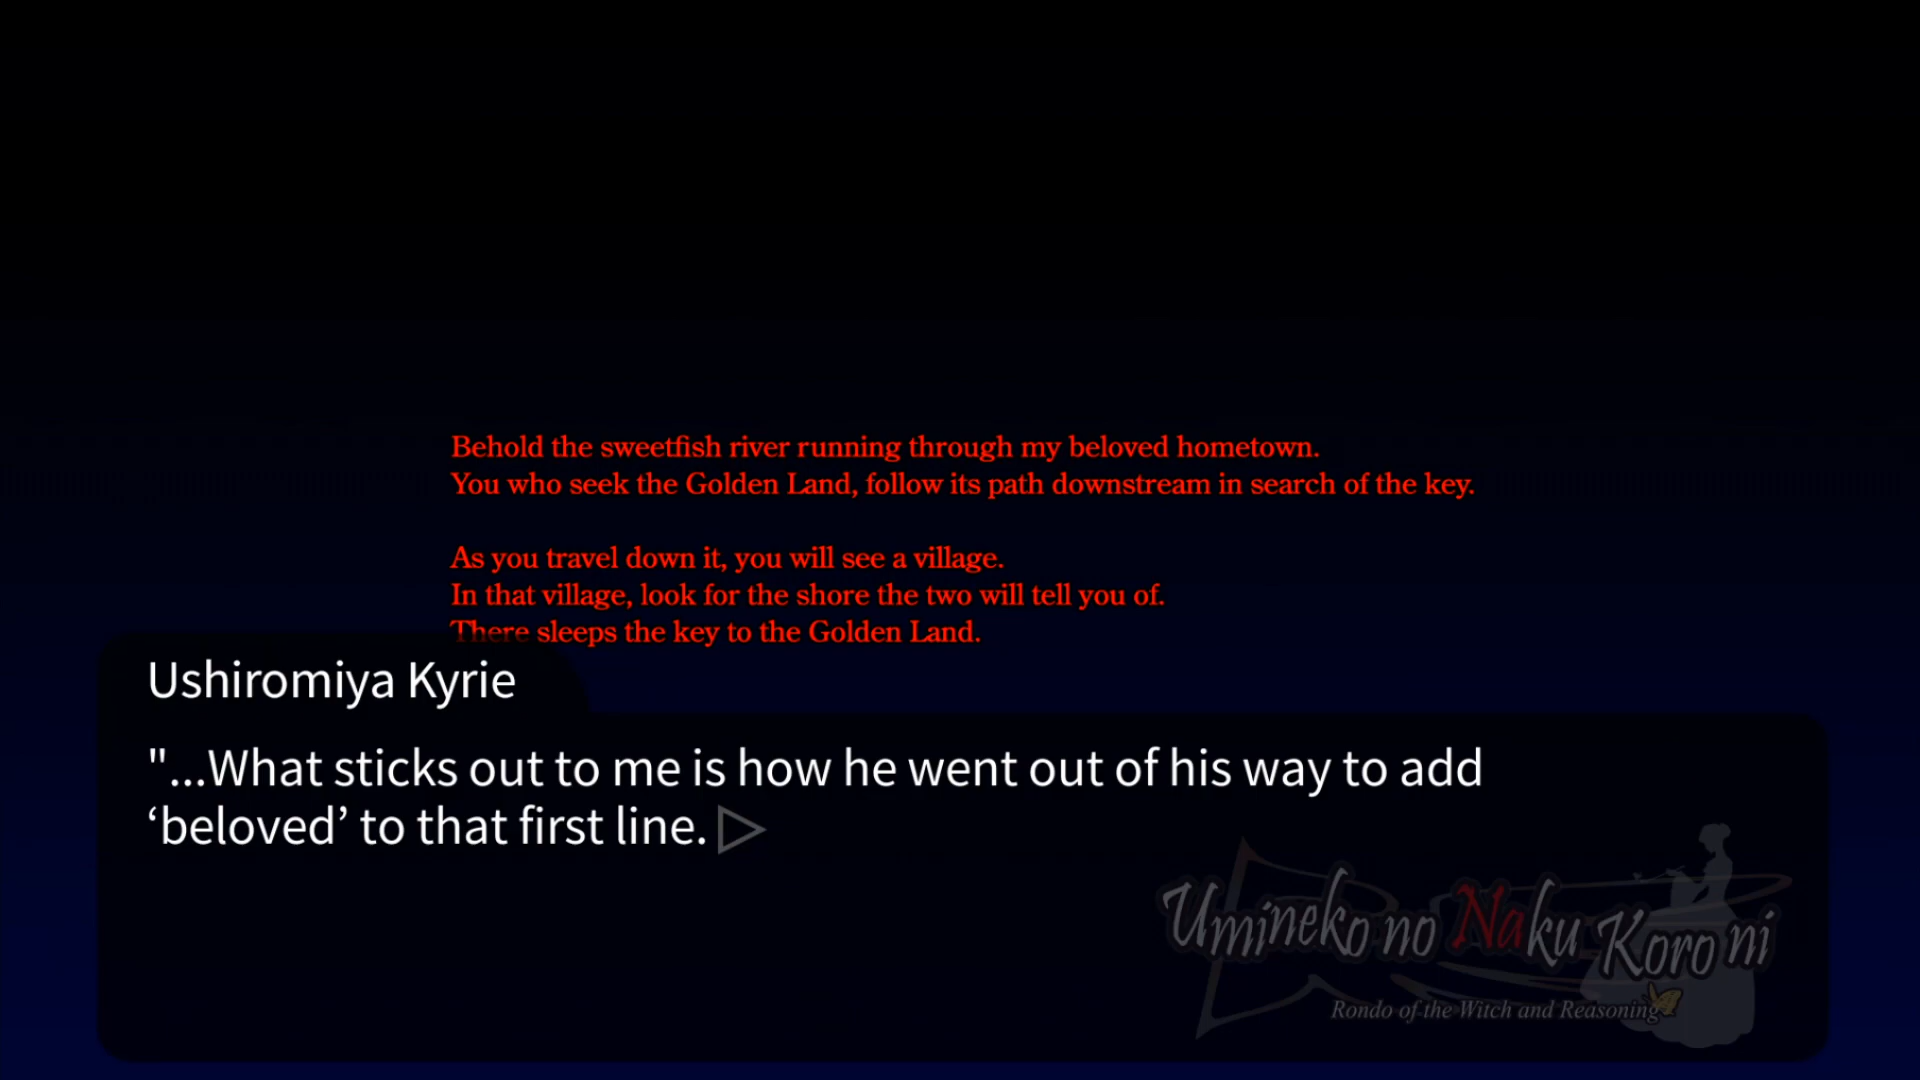 Behold the sweetfish river running through my beloved hometown.
You who seek the Golden Land, follow its path downstream in search of the key.
As you travel down it, you will see a village.
In that village, look for the shore the two will tell you of.
There sleeps the key to the Golden Land.
Ushiromiya Kyrie
"...What sticks out to me is how he went out of his way to add
‘beloved’ to that first line.
Umineko no Naku Koro ni
Rondo of the Witch and Reasoning